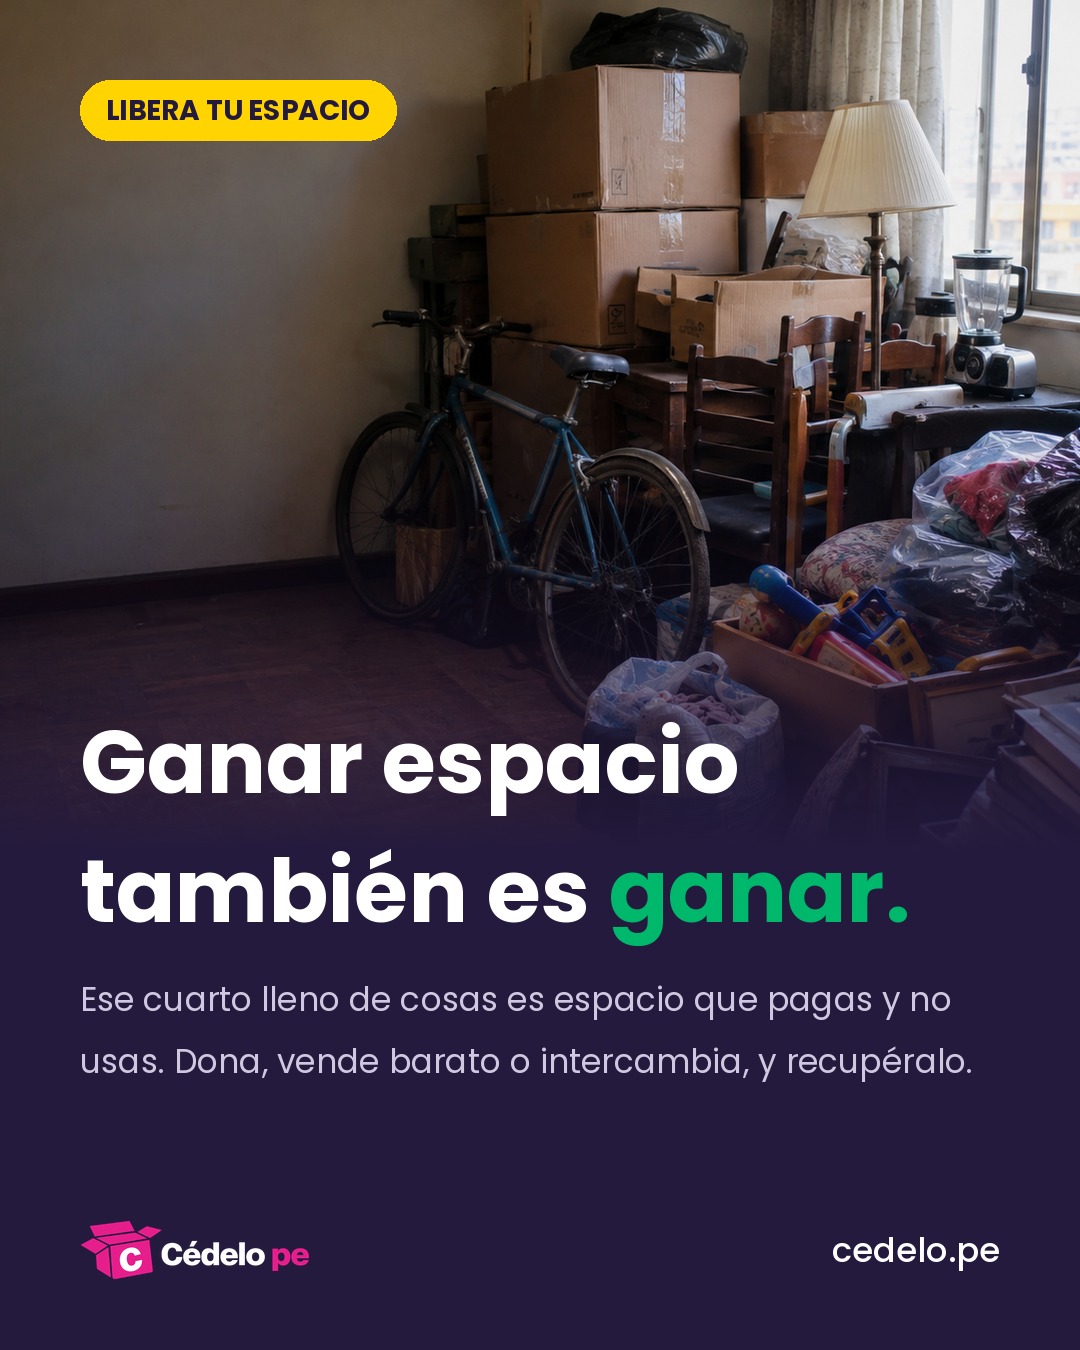 LIBERA TU ESPACIO
Ganar espacio
también es ganar.
Ese cuarto lleno de cosas es espacio que pagas y no
usas. Dona, vende barato o intercambia, y recupéralo.
C Cédelo pe
cedelo.pe